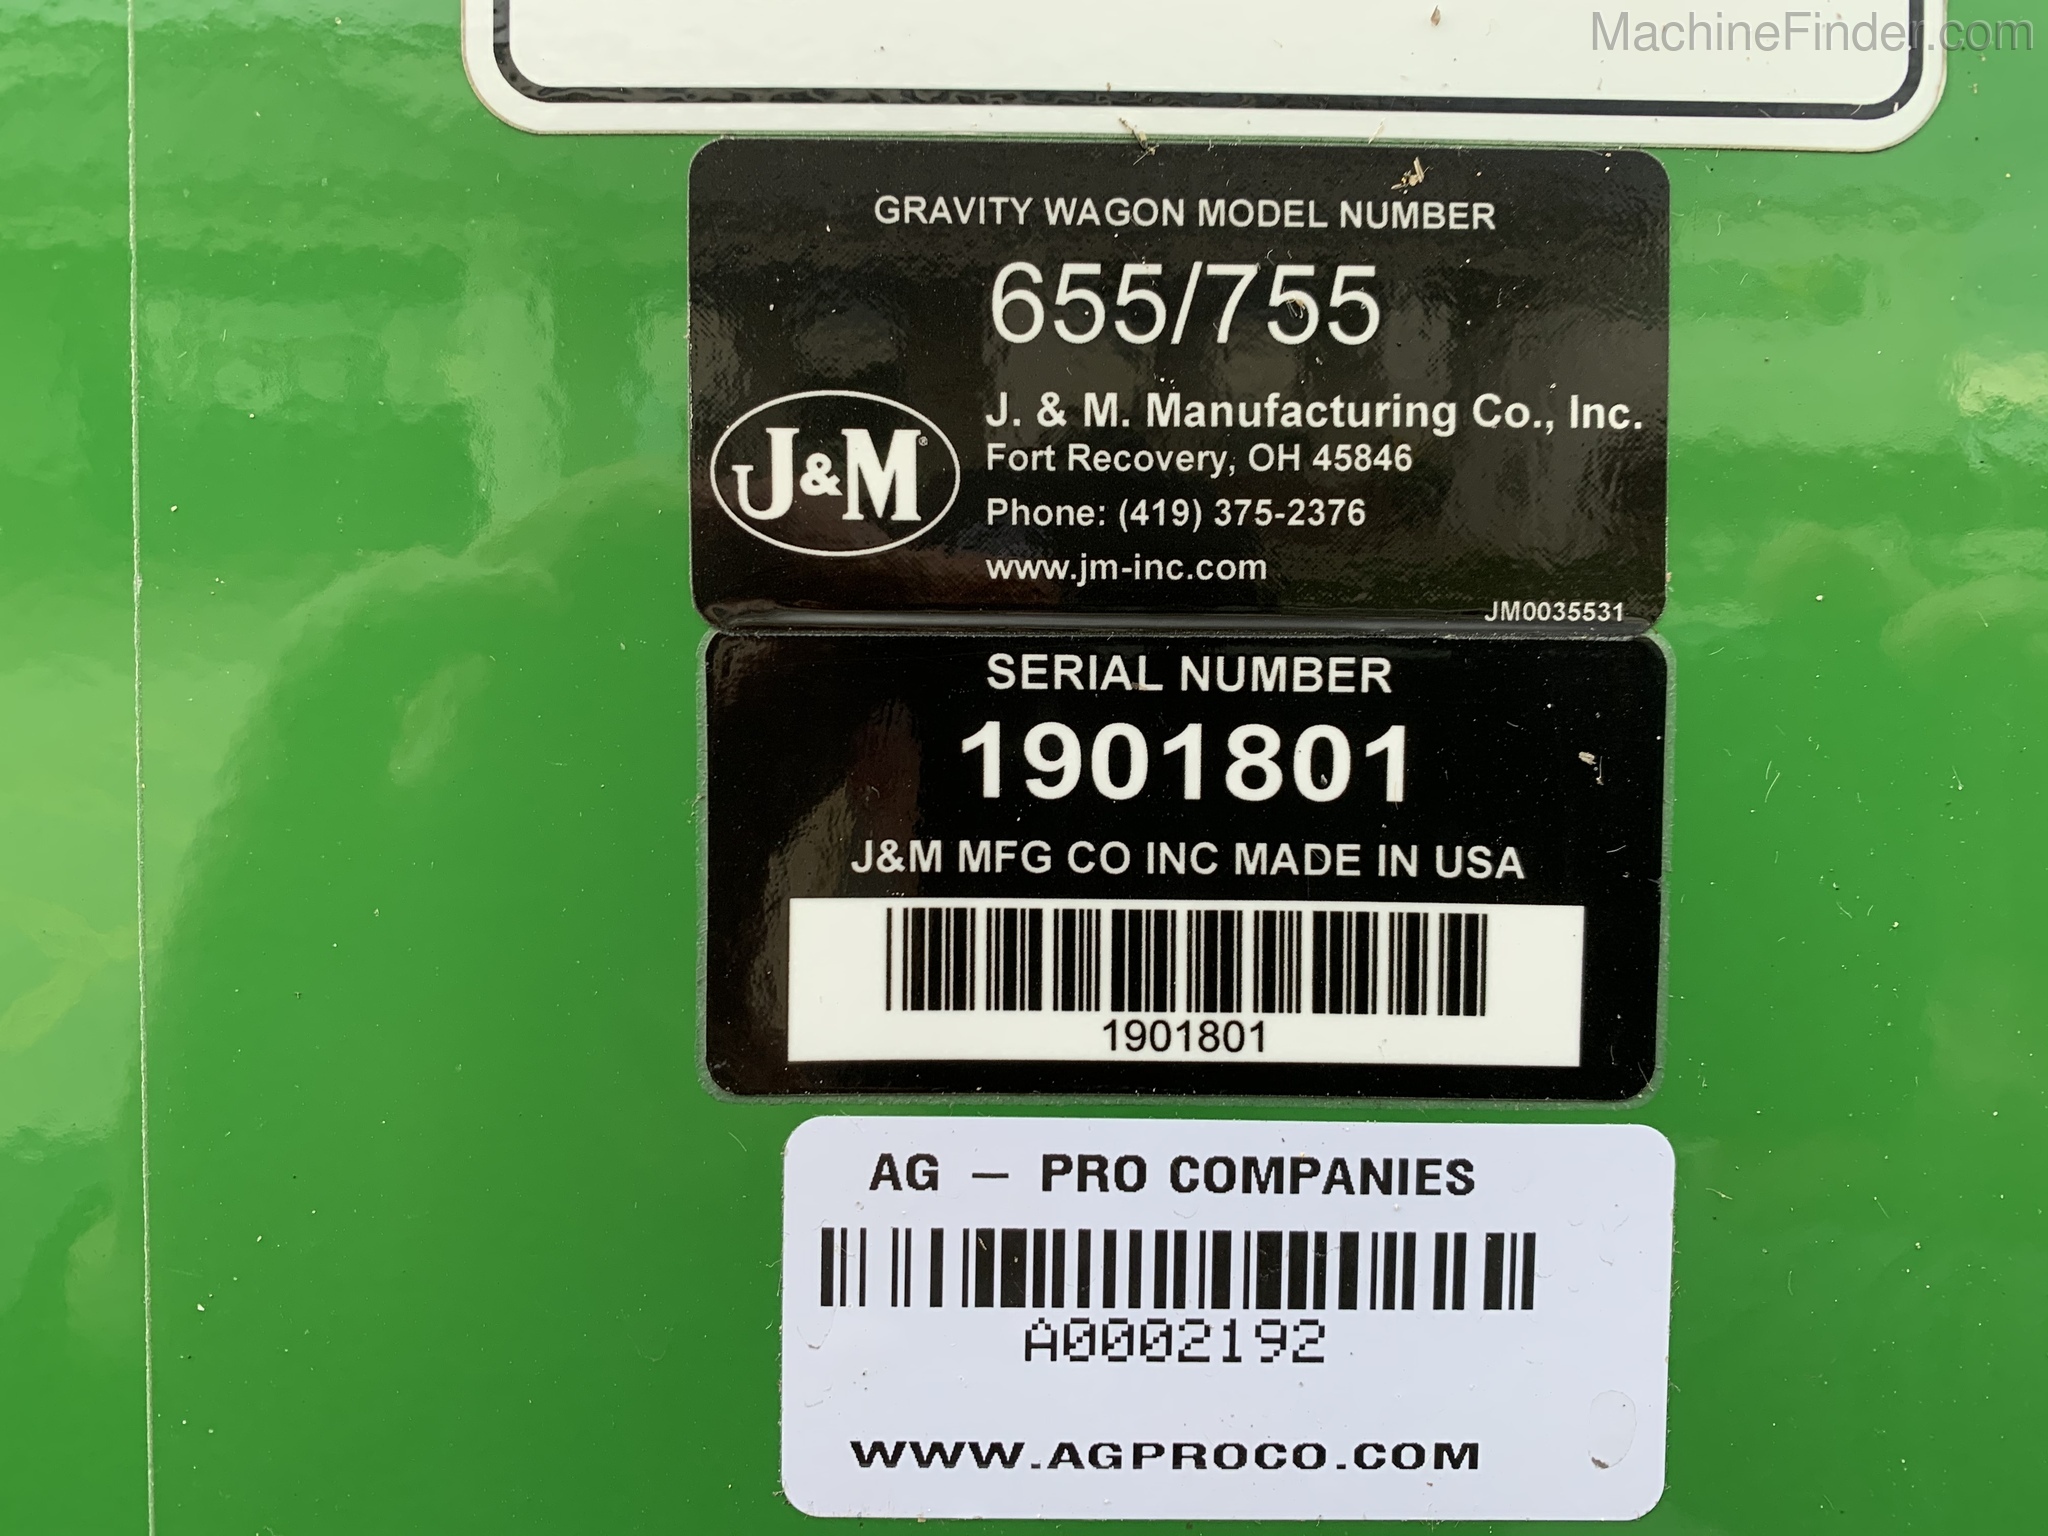 MachineFinder.com
GRAVITY WAGON MODEL NUMBER
655/755
J&M®
J. & M. Manufacturing Co., Inc.
Fort Recovery, OH 45846
Phone: (419) 375-2376
www.jm-inc.com
JM0035531
SERIAL NUMBER
1901801
J&M MFG CO INC MADE IN USA
1901801
AG – PRO COMPANIES
A0002192
WWW.AGPROCO.COM